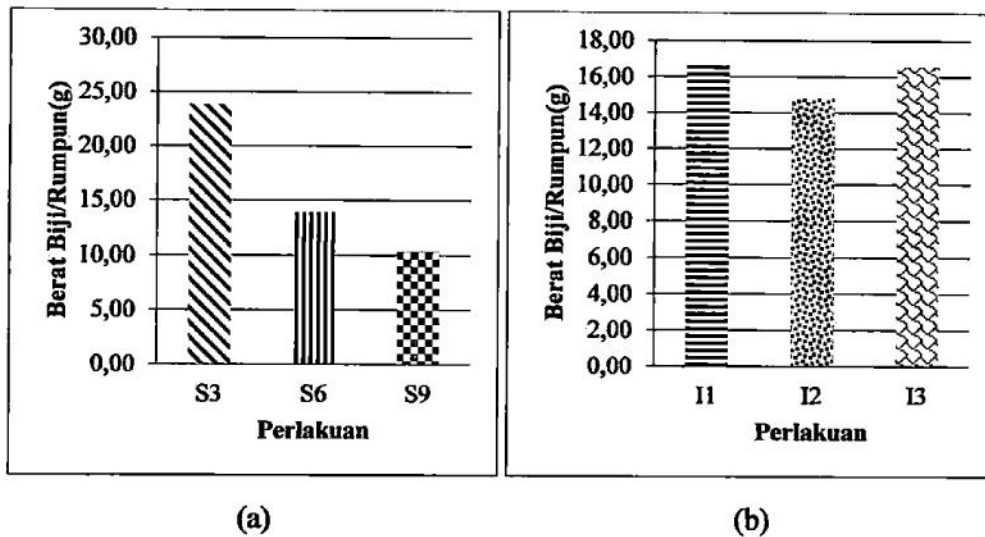 Berat Biji/Rumpun(g)
30,00
25,00
20,00
15,00
10,00
5,00
0,00
S3 S6 S9
Perlakuan
(a)
Berat Biji/Rumpun(g)
18,00
16,00
14,00
12,00
10,00
8,00
6,00
4,00
2,00
0,00
I1 I2 I3
Perlakuan
(b)